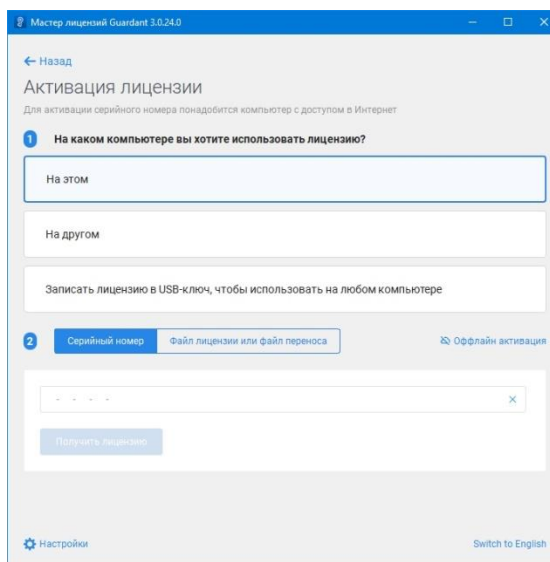 Мастер лицензий Guardant 3.0.24.0
Назад
Активация лицензии
Для активации серийного номера понадобится компьютер с доступом в Интернет
1 На каком компьютере вы хотите использовать лицензию?
На этом
На другом
Записать лицензию в USB-ключ, чтобы использовать на любом компьютере
2 Серийный номер Файл лицензии или файл переноса Оффлайн активация
- - - -
Получить лицензию
Настройки Switch to English